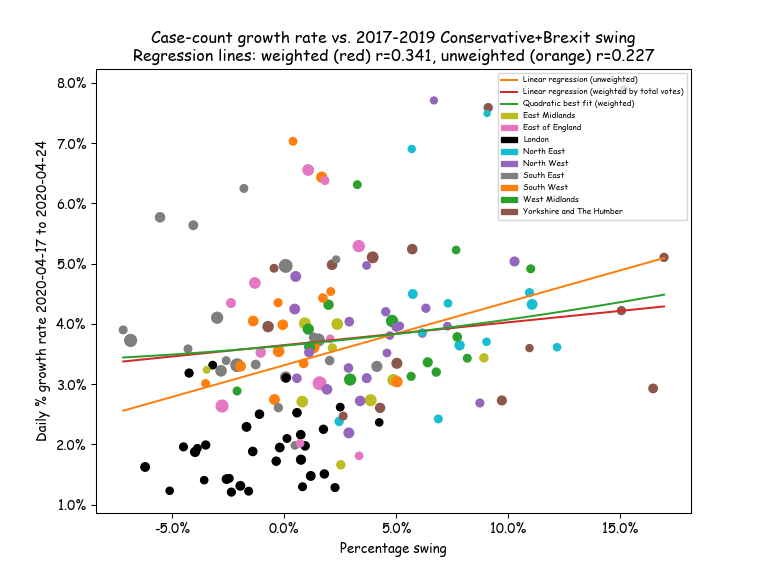 Case-count growth rate vs. 2017-2019 Conservative+Brexit swing
Regression lines: weighted (red) r=0.341, unweighted (orange) r=0.227
Daily % growth rate 2020-04-17 to 2020-04-24
8.0%
7.0%
6.0%
5.0%
4.0%
3.0%
2.0%
1.0%
Linear regression (unweighted)
Linear regression (weighted by total votes)
Quadratic best fit (weighted)
East Midlands
East of England
London
North East
North West
South East
South West
West Midlands
Yorkshire and The Humber
-5.0%
0.0%
5.0%
10.0%
15.0%
Percentage swing